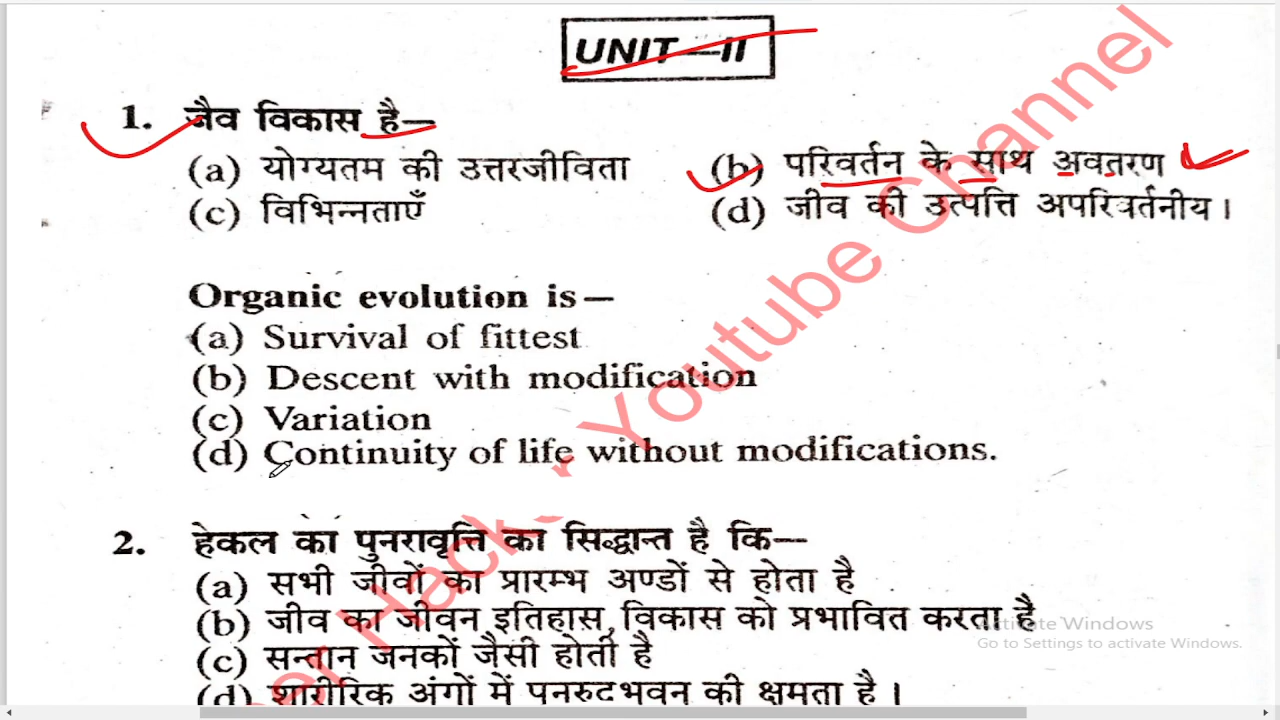 UNIT—II
1. जैव विकास है—
(a) योग्यतम की उत्तरजीविता (b) परिवर्तन के साथ अवतरण
(c) विभिन्नताएँ (d) जीव की उत्पत्ति अपरिवर्तनीय।
Organic evolution is—
(a) Survival of fittest
(b) Descent with modification
(c) Variation
(d) Continuity of life without modifications.
2. हेकल का पुनरावृत्ति का सिद्धान्त है कि—
(a) सभी जीवों का प्रारम्भ अण्डों से होता है
(b) जीव का जीवन इतिहास विकास को प्रभावित करता है
(c) सन्तान जनकों जैसी होती है
(d) शारीरिक अंगों में पुनरुद्भवन की क्षमता है।
Youtube Channel
Activate Windows
Go to Settings to activate Windows.